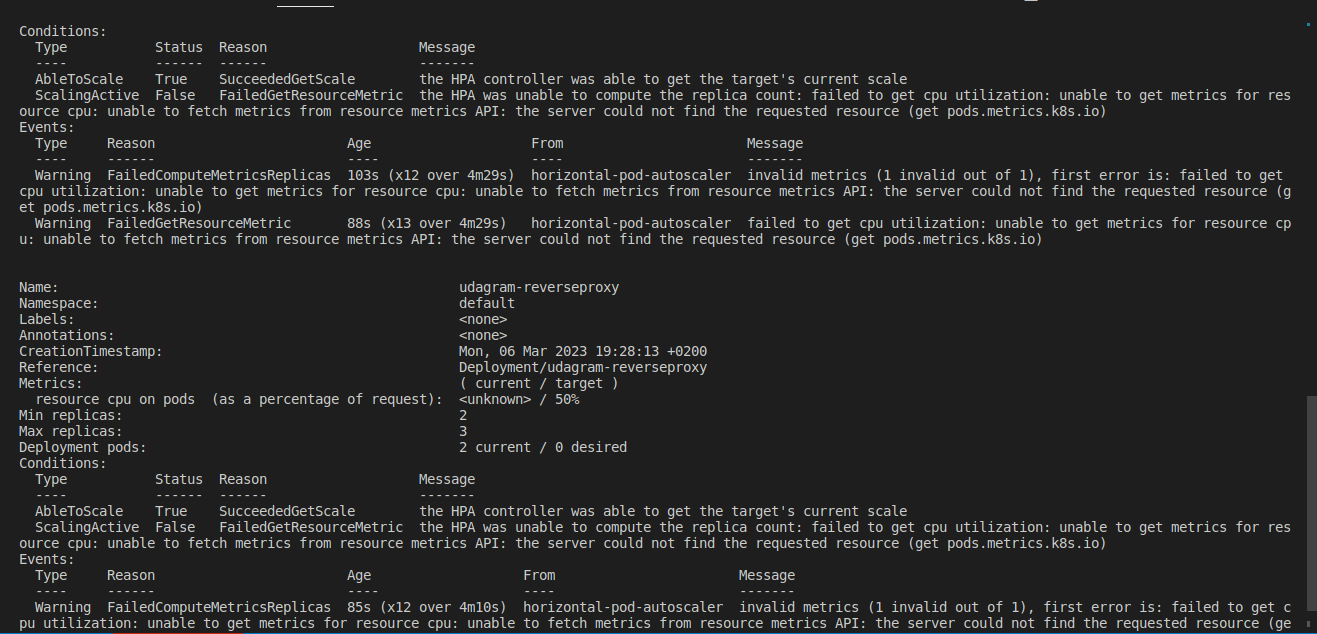 Conditions:
  Type           Status  Reason                   Message
  ----           ------  ------                   -------
  AbleToScale    True    SucceededGetScale        the HPA controller was able to get the target's current scale
  ScalingActive  False   FailedGetResourceMetric  the HPA was unable to compute the replica count: failed to get cpu utilization: unable to get metrics for res
ource cpu: unable to fetch metrics from resource metrics API: the server could not find the requested resource (get pods.metrics.k8s.io)
Events:
  Type     Reason                        Age                    From                       Message
  ----     ------                        ----                   ----                       -------
  Warning  FailedComputeMetricsReplicas  103s (x12 over 4m29s)  horizontal-pod-autoscaler  invalid metrics (1 invalid out of 1), first error is: failed to get 
cpu utilization: unable to get metrics for resource cpu: unable to fetch metrics from resource metrics API: the server could not find the requested resource (g
et pods.metrics.k8s.io)
  Warning  FailedGetResourceMetric       88s (x13 over 4m29s)   horizontal-pod-autoscaler  failed to get cpu utilization: unable to get metrics for resource cp
u: unable to fetch metrics from resource metrics API: the server could not find the requested resource (get pods.metrics.k8s.io)
Name:                                                  udagram-reverseproxy
Namespace:                                             default
Labels:                                                <none>
Annotations:                                           <none>
CreationTimestamp:                                     Mon, 06 Mar 2023 19:28:13 +0200
Reference:                                             Deployment/udagram-reverseproxy
Metrics:                                               ( current / target )
  resource cpu on pods  (as a percentage of request):  <unknown> / 50%
Min replicas:                                          2
Max replicas:                                          3
Deployment pods:                                       2 current / 0 desired
Conditions:
  Type           Status  Reason                   Message
  ----           ------  ------                   -------
  AbleToScale    True    SucceededGetScale        the HPA controller was able to get the target's current scale
  ScalingActive  False   FailedGetResourceMetric  the HPA was unable to compute the replica count: failed to get cpu utilization: unable to get metrics for res
ource cpu: unable to fetch metrics from resource metrics API: the server could not find the requested resource (get pods.metrics.k8s.io)
Events:
  Type     Reason                        Age                   From                       Message
  ----     ------                        ----                  ----                       -------
  Warning  FailedComputeMetricsReplicas  85s (x12 over 4m10s)  horizontal-pod-autoscaler  invalid metrics (1 invalid out of 1), first error is: failed to get c
pu utilization: unable to get metrics for resource cpu: unable to fetch metrics from resource metrics API: the server could not find the requested resource (ge